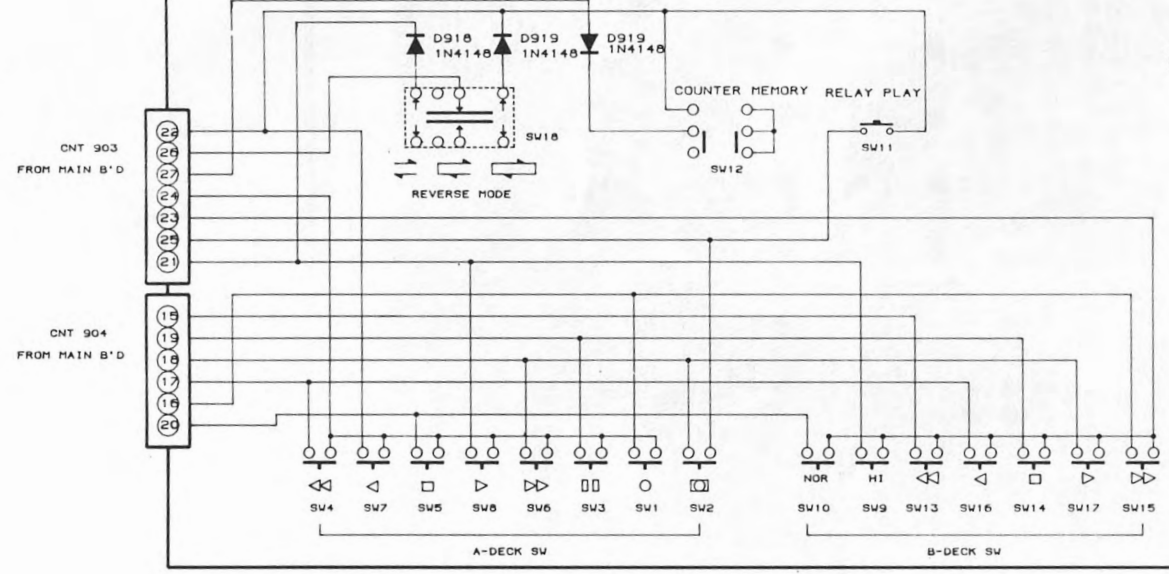 D918 D919 D919
1N4148 1N4148 1N4148
COUNTER MEMORY RELAY PLAY
22
CNT 903
26
SW18
SW11
FROM MAIN B'D
27
SW12
24
REVERSE MODE
23
25
21
15
CNT 904
19
FROM MAIN B'D
18
17
16
20
NOR HI
SW4 SW7 SW5 SW8 SW6 SW3 SW1 SW2 SW10 SW9 SW13 SW16 SW14 SW17 SW15
A-DECK SW B-DECK SW